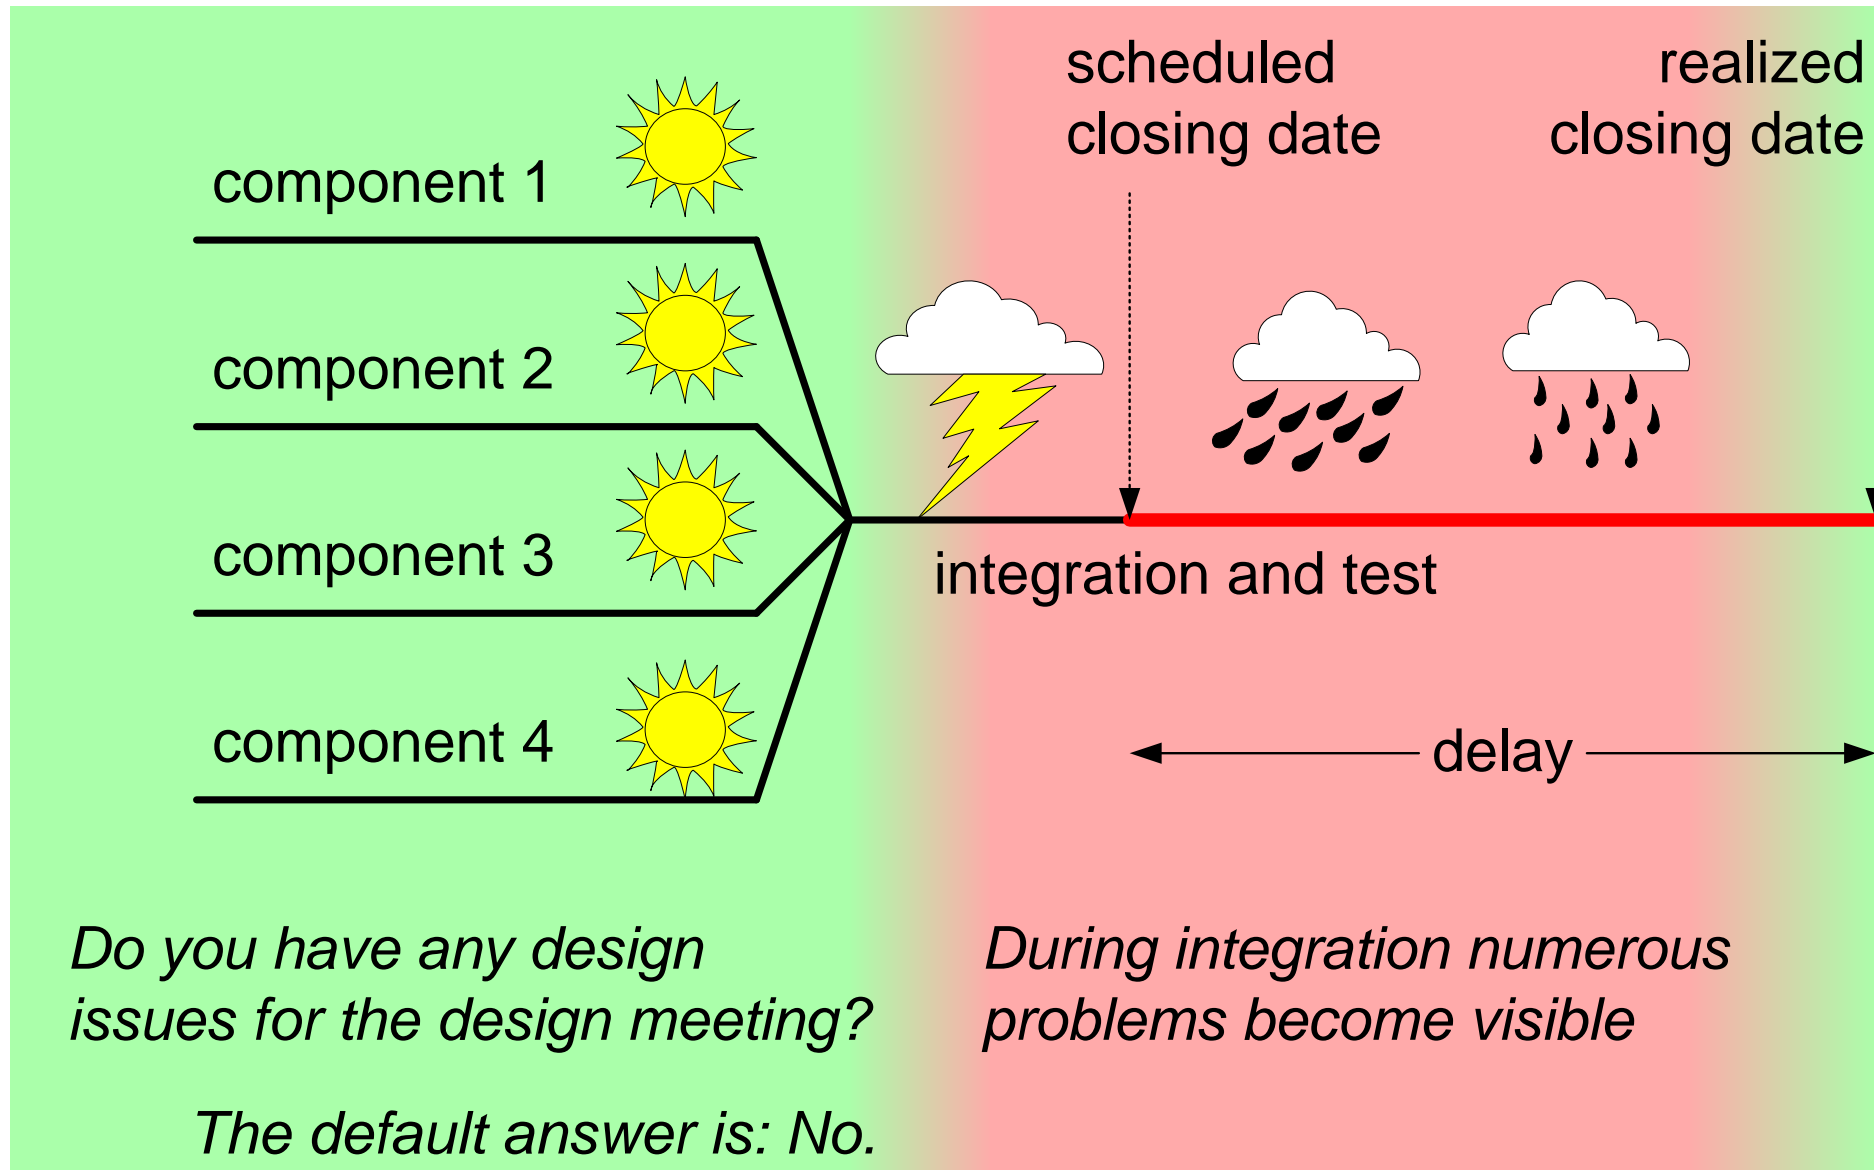 scheduled
closing date
realized
closing date
component 1
component 2
component 3
component 4
integration and test
delay
Do you have any design
issues for the design meeting?
The default answer is: No.
During integration numerous
problems become visible